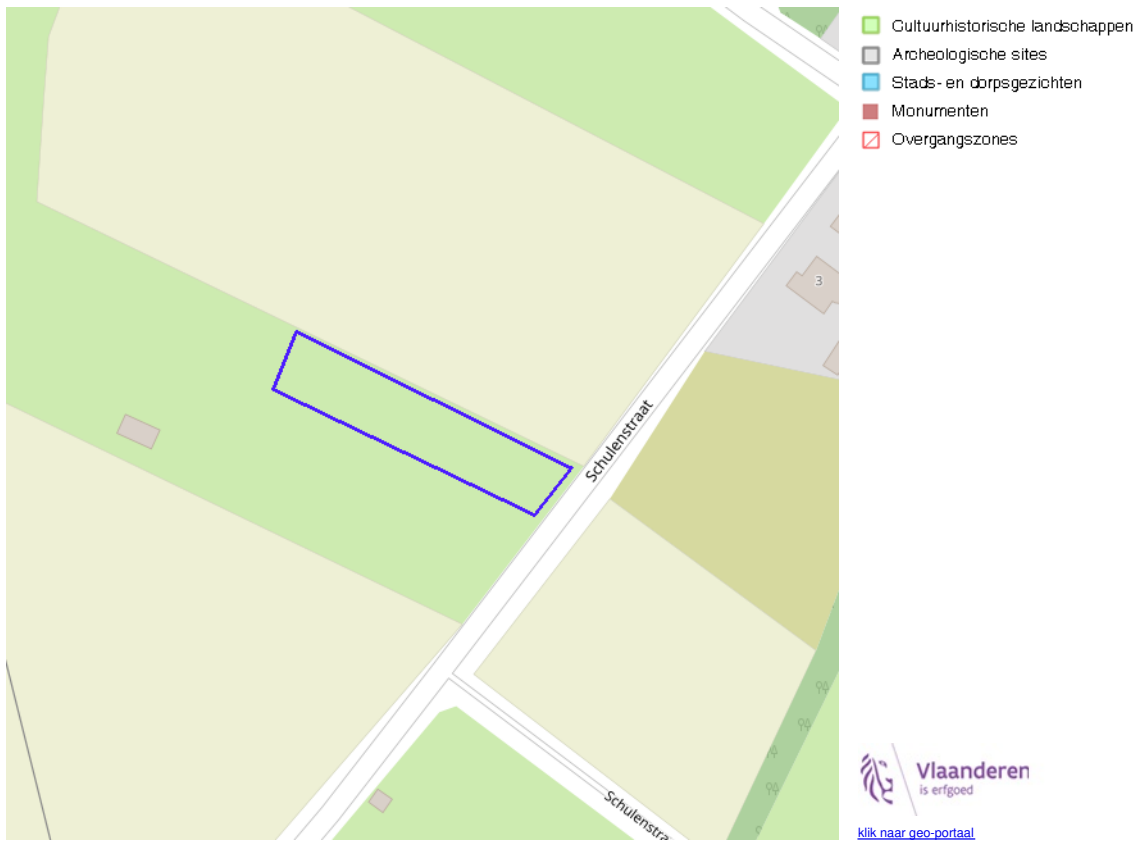 Cultuurhistorische landschappen
Archeologische sites
Stads- en dorpsgezichten
Monumenten
Overgangszones
3
Schulenstraat
Schulenstra
Vlaanderen
is erfgoed
klik naar geo-portaal